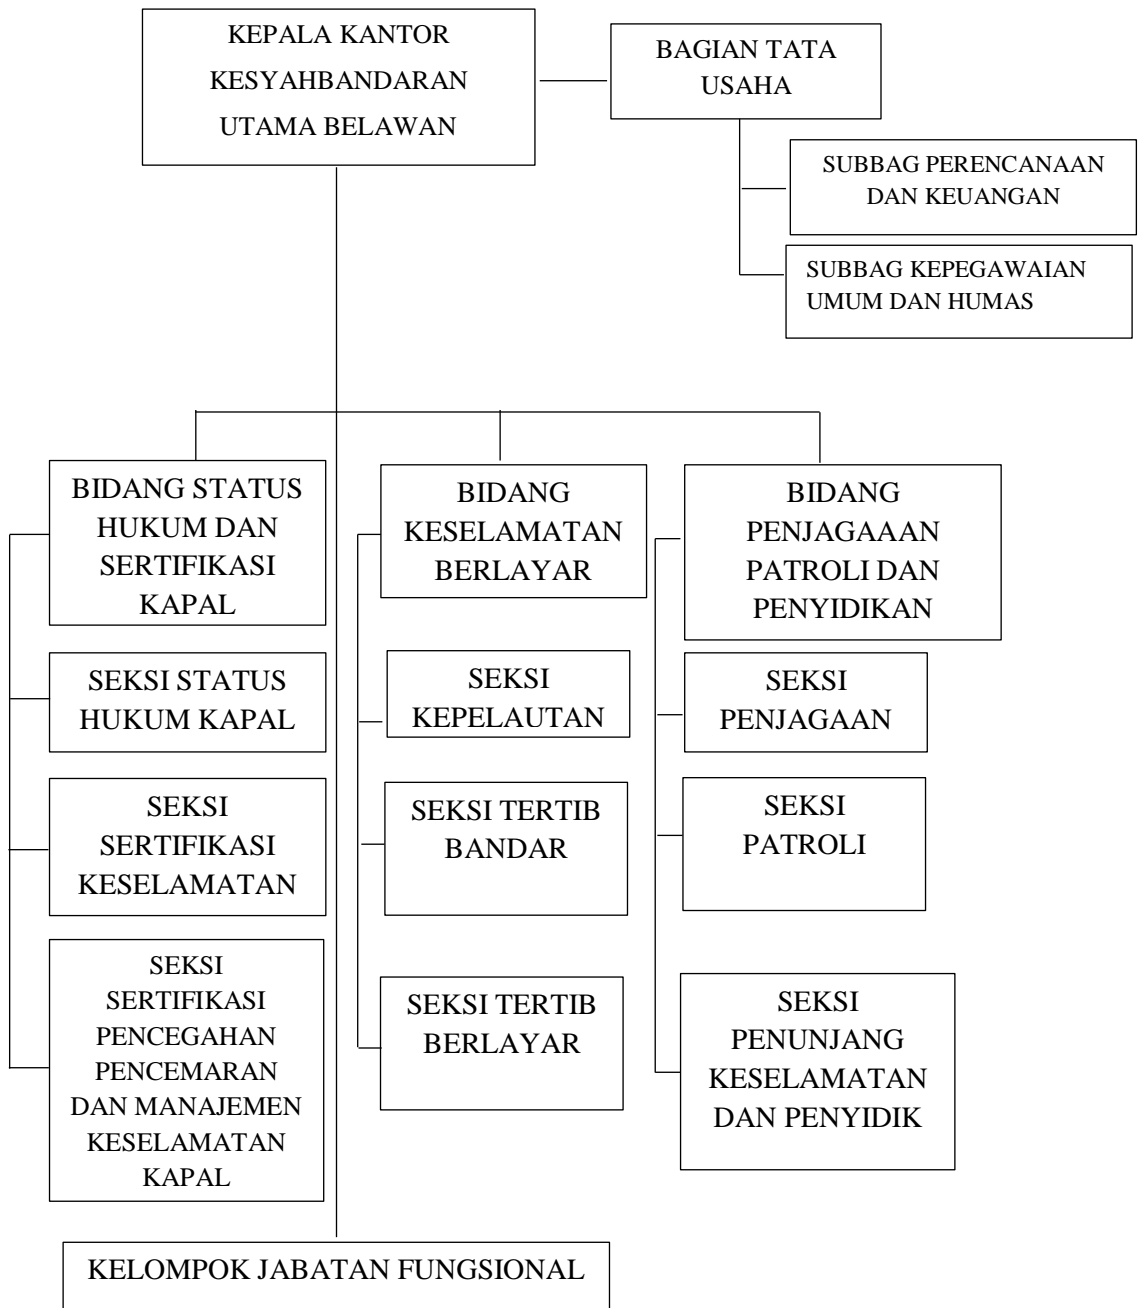 KEPALA KANTOR
KESYAHBANDARAN
UTAMA BELAWAN
BAGIAN TATA
USAHA
SUBBAG PERENCANAAN
DAN KEUANGAN
SUBBAG KEPEGAWAIAN
UMUM DAN HUMAS
BIDANG STATUS
HUKUM DAN
SERTIFIKASI
KAPAL
BIDANG
KESELAMATAN
BERLAYAR
BIDANG
PENJAGAAAN
PATROLI DAN
PENYIDIKAN
SEKSI STATUS
HUKUM KAPAL
SEKSI
KEPELAUTAN
SEKSI
PENJAGAAN
SEKSI
SERTIFIKASI
KESELAMATAN
SEKSI TERTIB
BANDAR
SEKSI
PATROLI
SEKSI
SERTIFIKASI
PENCEGAHAN
PENCEMARAN
DAN MANAJEMEN
KESELAMATAN
KAPAL
SEKSI TERTIB
BERLAYAR
SEKSI
PENUNJANG
KESELAMATAN
DAN PENYIDIK
KELOMPOK JABATAN FUNGSIONAL